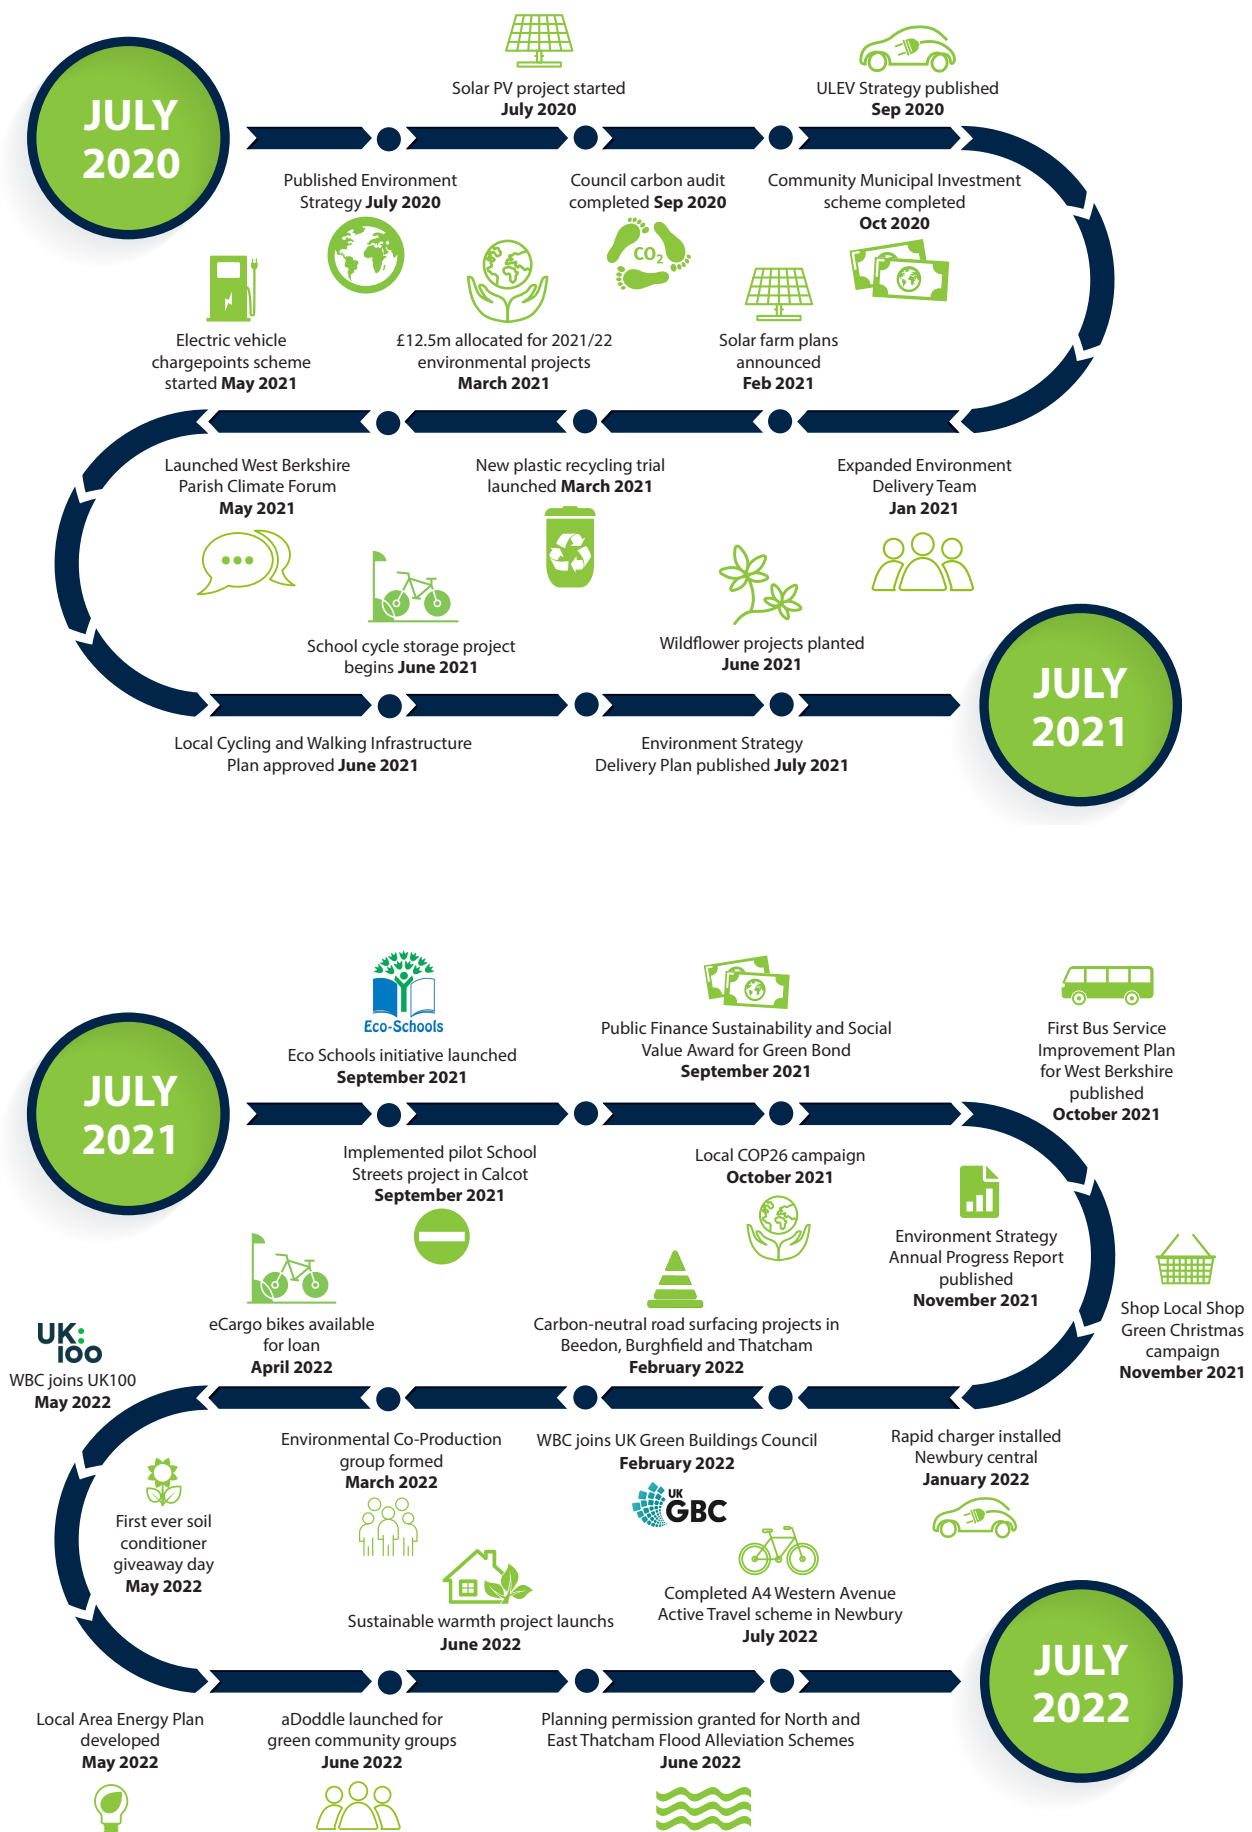 JULY
2020
Solar PV project started
July 2020
ULEV Strategy published
Sep 2020
Published Environment
Strategy July 2020
Council carbon audit
completed Sep 2020
CO2
Community Municipal Investment
scheme completed
Oct 2020
Electric vehicle
chargepoints scheme
started May 2021
£12.5m allocated for 2021/22
environmental projects
March 2021
Solar farm plans
announced
Feb 2021
Launched West Berkshire
Parish Climate Forum
May 2021
New plastic recycling trial
launched March 2021
Expanded Environment
Delivery Team
Jan 2021
School cycle storage project
begins June 2021
Wildflower projects planted
June 2021
JULY
2021
Local Cycling and Walking Infrastructure
Plan approved June 2021
Environment Strategy
Delivery Plan published July 2021
JULY
2021
Eco-Schools
Eco Schools initiative launched
September 2021
Public Finance Sustainability and Social
Value Award for Green Bond
September 2021
First Bus Service
Improvement Plan
for West Berkshire
published
October 2021
Implemented pilot School
Streets project in Calcot
September 2021
Local COP26 campaign
October 2021
Environment Strategy
Annual Progress Report
published
November 2021
Shop Local Shop
Green Christmas
campaign
November 2021
UK:
100
WBC joins UK100
May 2022
eCargo bikes available
for loan
April 2022
Carbon-neutral road surfacing projects in
Beedon, Burghfield and Thatcham
February 2022
Environmental Co-Production
group formed
March 2022
WBC joins UK Green Buildings Council
February 2022
UK
GBC
Rapid charger installed
Newbury central
January 2022
First ever soil
conditioner
giveaway day
May 2022
Sustainable warmth project launchs
June 2022
Completed A4 Western Avenue
Active Travel scheme in Newbury
July 2022
JULY
2022
Local Area Energy Plan
developed
May 2022
aDoddle launched for
green community groups
June 2022
Planning permission granted for North and
East Thatcham Flood Alleviation Schemes
June 2022